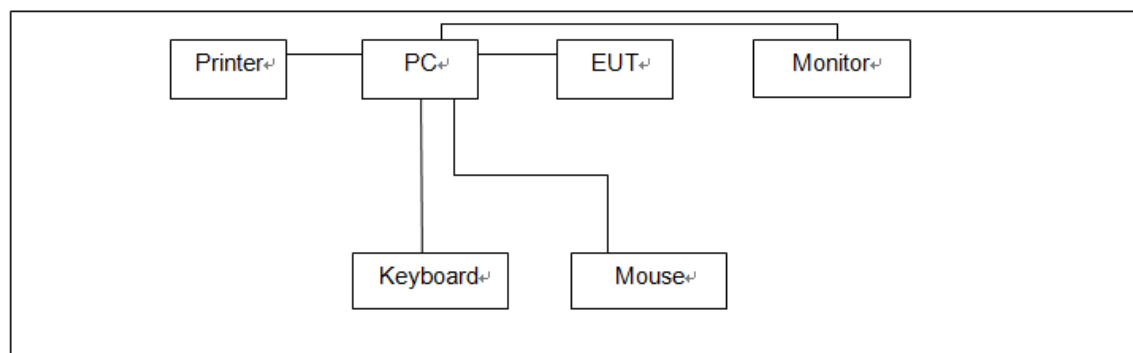 Printer
PC
EUT
Monitor
Keyboard
Mouse